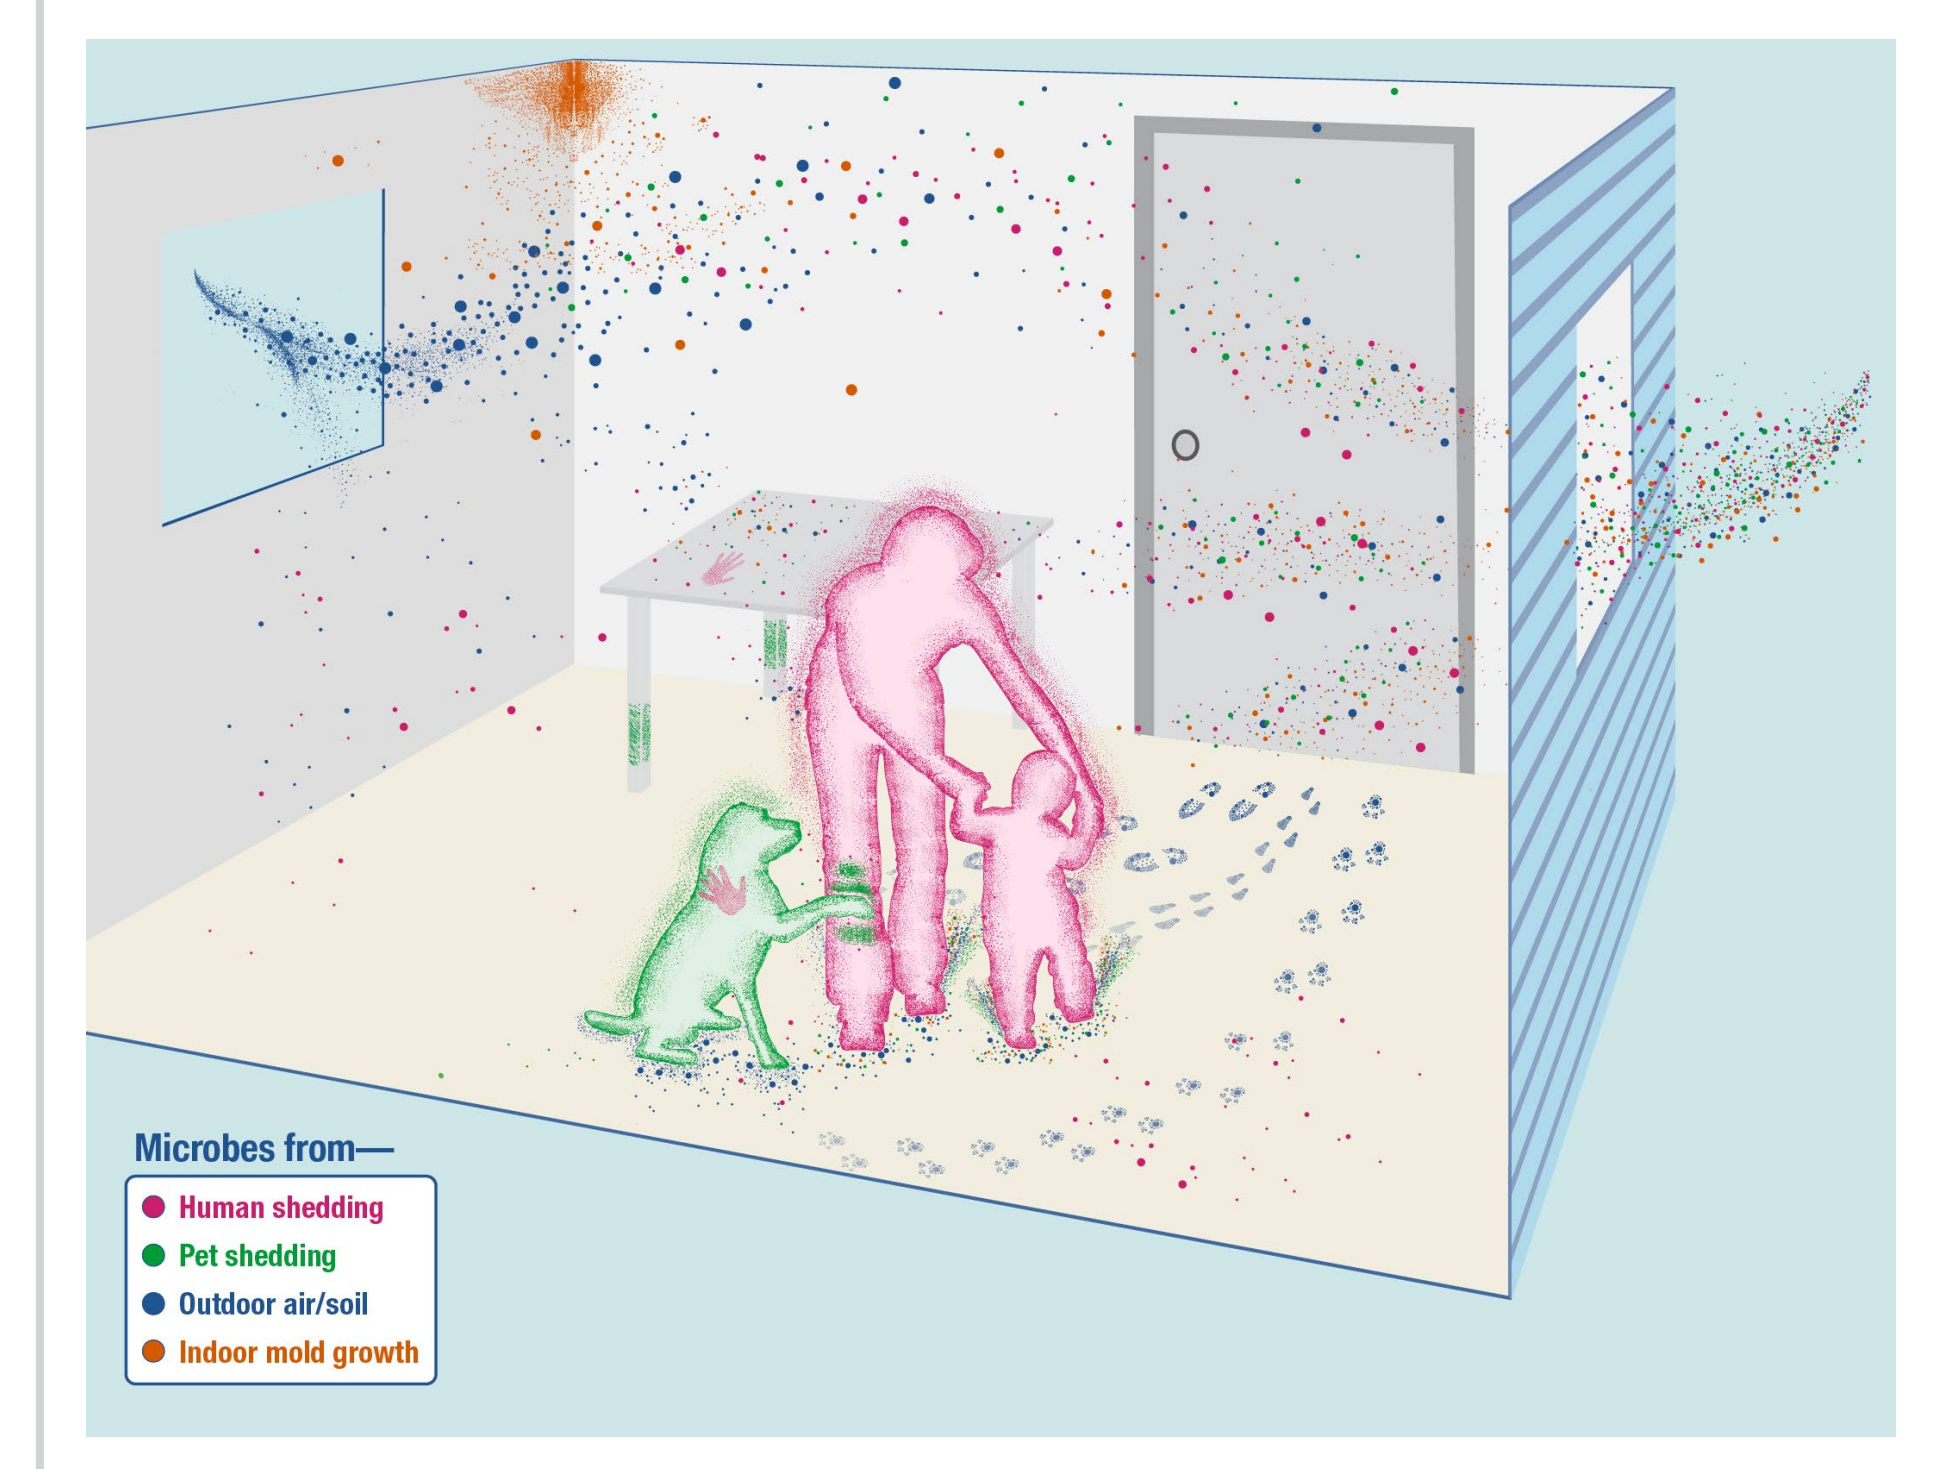 Microbes from—
Human shedding
Pet shedding
Outdoor air/soil
Indoor mold growth